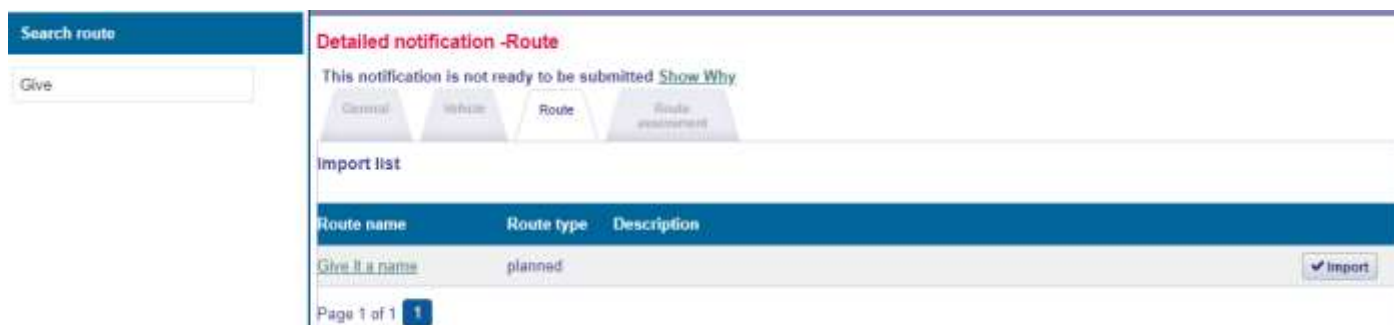 Search route
Give
Detailed notification -Route
This notification is not ready to be submitted Show Why
General Vehicle Route Route assessment
Import list
Route name Route type Description
Give it a name planned Import
Page 1 of 1 1